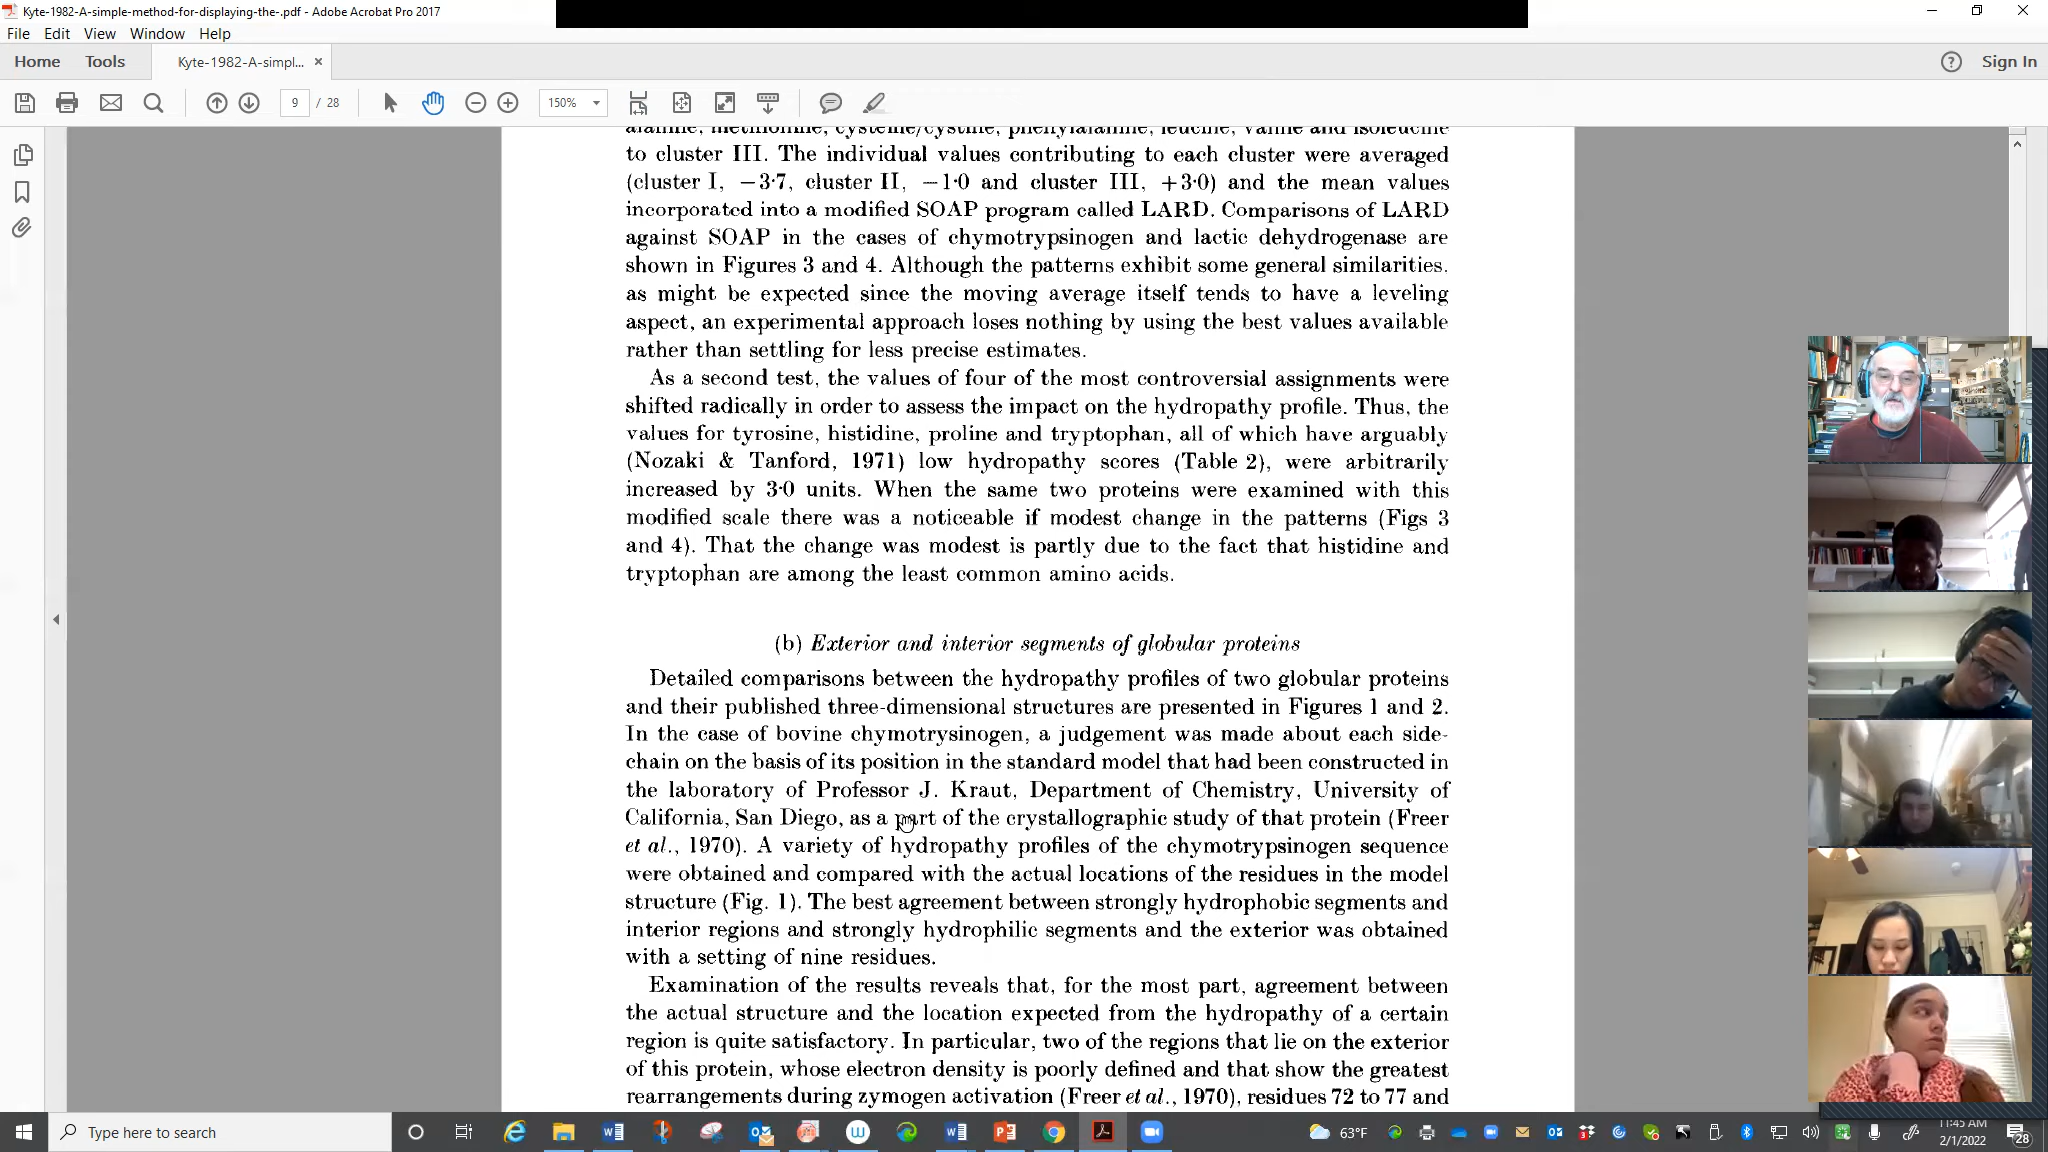 Kyte-1982-A-simple-method-for-displaying-the-.pdf - Adobe Acrobat Pro 2017
File Edit View Window Help
Home Tools Kyte-1982-A-simpl... × Sign In
9 / 28 150%
alanine, methionine, cysteine/cystine, phenylalanine, leucine, valine and isoleucine
to cluster III. The individual values contributing to each cluster were averaged
(cluster I, −3·7, cluster II, −1·0 and cluster III, +3·0) and the mean values
incorporated into a modified SOAP program called LARD. Comparisons of LARD
against SOAP in the cases of chymotrypsinogen and lactic dehydrogenase are
shown in Figures 3 and 4. Although the patterns exhibit some general similarities.
as might be expected since the moving average itself tends to have a leveling
aspect, an experimental approach loses nothing by using the best values available
rather than settling for less precise estimates.
As a second test, the values of four of the most controversial assignments were
shifted radically in order to assess the impact on the hydropathy profile. Thus, the
values for tyrosine, histidine, proline and tryptophan, all of which have arguably
(Nozaki & Tanford, 1971) low hydropathy scores (Table 2), were arbitrarily
increased by 3·0 units. When the same two proteins were examined with this
modified scale there was a noticeable if modest change in the patterns (Figs 3
and 4). That the change was modest is partly due to the fact that histidine and
tryptophan are among the least common amino acids.
(b) Exterior and interior segments of globular proteins
Detailed comparisons between the hydropathy profiles of two globular proteins
and their published three-dimensional structures are presented in Figures 1 and 2.
In the case of bovine chymotrysinogen, a judgement was made about each side-
chain on the basis of its position in the standard model that had been constructed in
the laboratory of Professor J. Kraut, Department of Chemistry, University of
California, San Diego, as a part of the crystallographic study of that protein (Freer
et al., 1970). A variety of hydropathy profiles of the chymotrypsinogen sequence
were obtained and compared with the actual locations of the residues in the model
structure (Fig. 1). The best agreement between strongly hydrophobic segments and
interior regions and strongly hydrophilic segments and the exterior was obtained
with a setting of nine residues.
Examination of the results reveals that, for the most part, agreement between
the actual structure and the location expected from the hydropathy of a certain
region is quite satisfactory. In particular, two of the regions that lie on the exterior
of this protein, whose electron density is poorly defined and that show the greatest
rearrangements during zymogen activation (Freer et al., 1970), residues 72 to 77 and
Type here to search
63°F
11:45 AM
2/1/2022
28